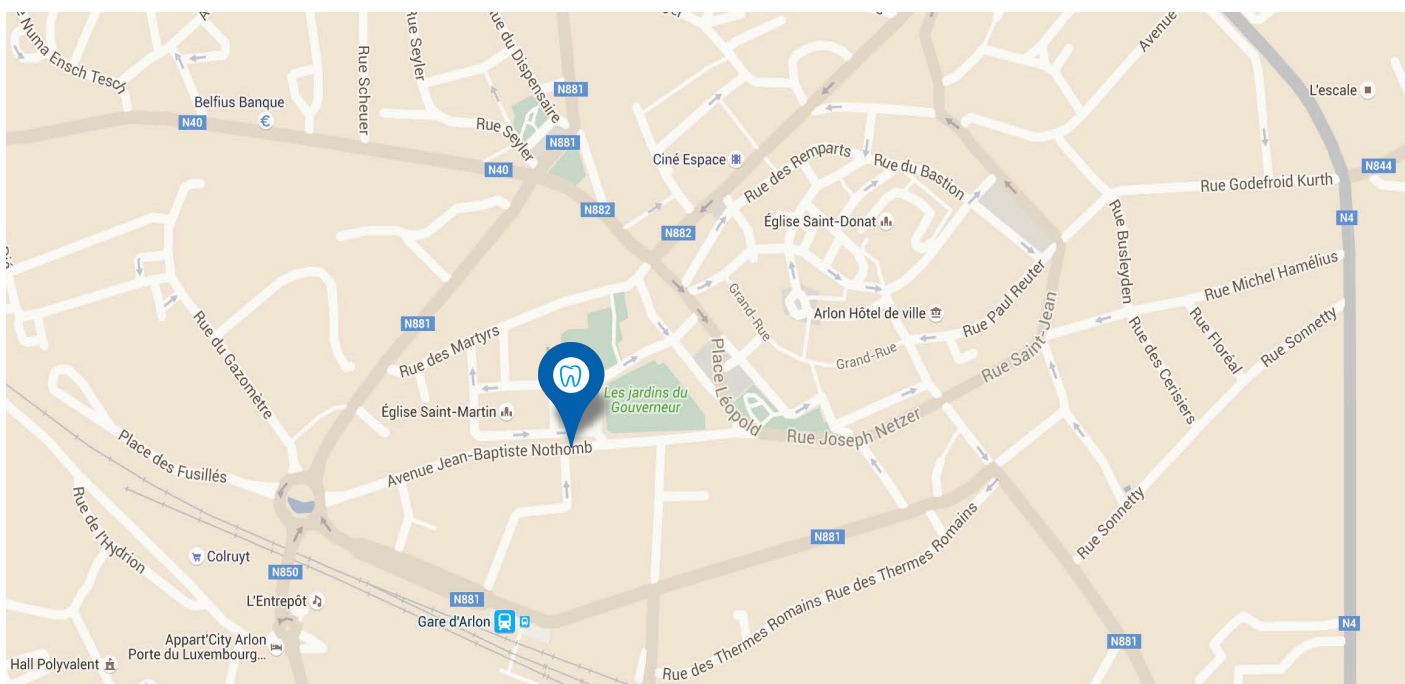 Numa Ensch Tesch
Rue Scheuer
Rue Seyler
Rue du Dispensaire
N881
Avenue
L'escale
Belfius Banque
N40
Rue Seyler
N881
N40
Ciné Espace
Rue des Remparts
Rue du Bastion
N844
Rue Godefroid Kurth
N882
N4
N882
Église Saint-Donat
Rue Busleyden
Rue Michel Hamélius
Rue Paul Reuter
Grand-Rue
Arlon Hôtel de ville
Rue Saint-Jean
N881
Rue du Gazomètre
Rue des Martyrs
Place Léopold
Grand-Rue
Rue des Cerisiers
Rue Floréal
Rue Sonnetty
Les jardins du
Gouverneur
Église Saint-Martin
Rue Joseph Netzer
Place des Fusillés
Avenue Jean-Baptiste Nothomb
Rue de l'Hydrion
Rue Sonnetty
N881
Colruyt
N850
Rue des Thermes Romains
L'Entrepôt
N881
Gare d'Arlon
Rue des Thermes Romains
N4
Appart'City Arlon
Porte du Luxembourg...
N881
Hall Polyvalent